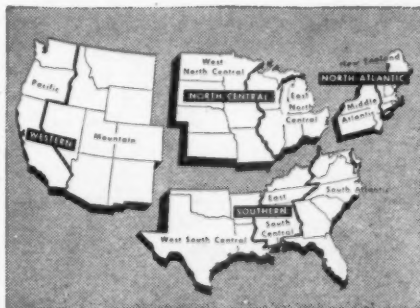 Pacific
WESTERN
Mountain
West
North Central
NORTH CENTRAL
East
North
Central
New England
NORTH ATLANTIC
Middle
Atlantic
South Atlantic
East
SOUTHERN
South
Central
West South Central